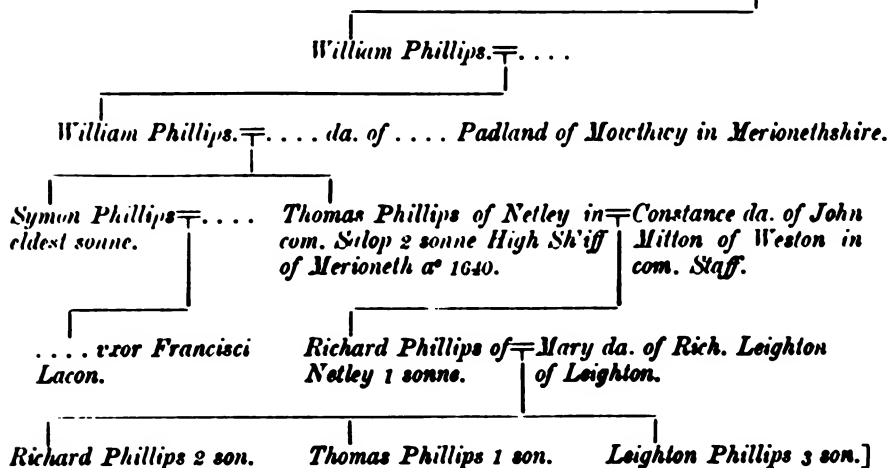 William Phillips.=. . . .
William Phillips.=. . . . da. of . . . . Padland of Mowthwy in Merionethshire.
Symon Phillips=. . . .
eldest sonne.
Thomas Phillips of Netley in
com. Salop 2 sonne High Sh'iff
of Merioneth aº 1640.
=Constance da. of John
Mitton of Weston in
com. Staff.
. . . . vxor Francisci
Lacon.
Richard Phillips of
Netley 1 sonne.
=Mary da. of Rich. Leighton
of Leighton.
Richard Phillips 2 son.
Thomas Phillips 1 son.
Leighton Phillips 3 son.]